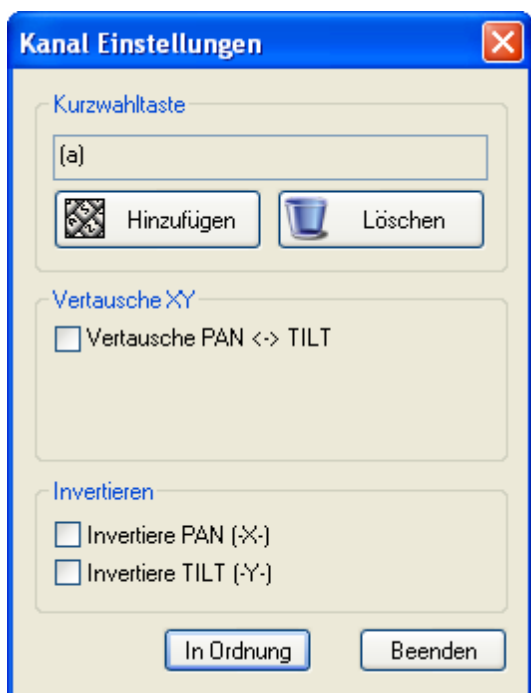 Kanal Einstellungen
Kurzwahltaste
(a)
Hinzufügen Löschen
Vertausche XY
Vertausche PAN <-> TILT
Invertieren
Invertiere PAN (-X-)
Invertiere TILT (-Y-)
In Ordnung Beenden